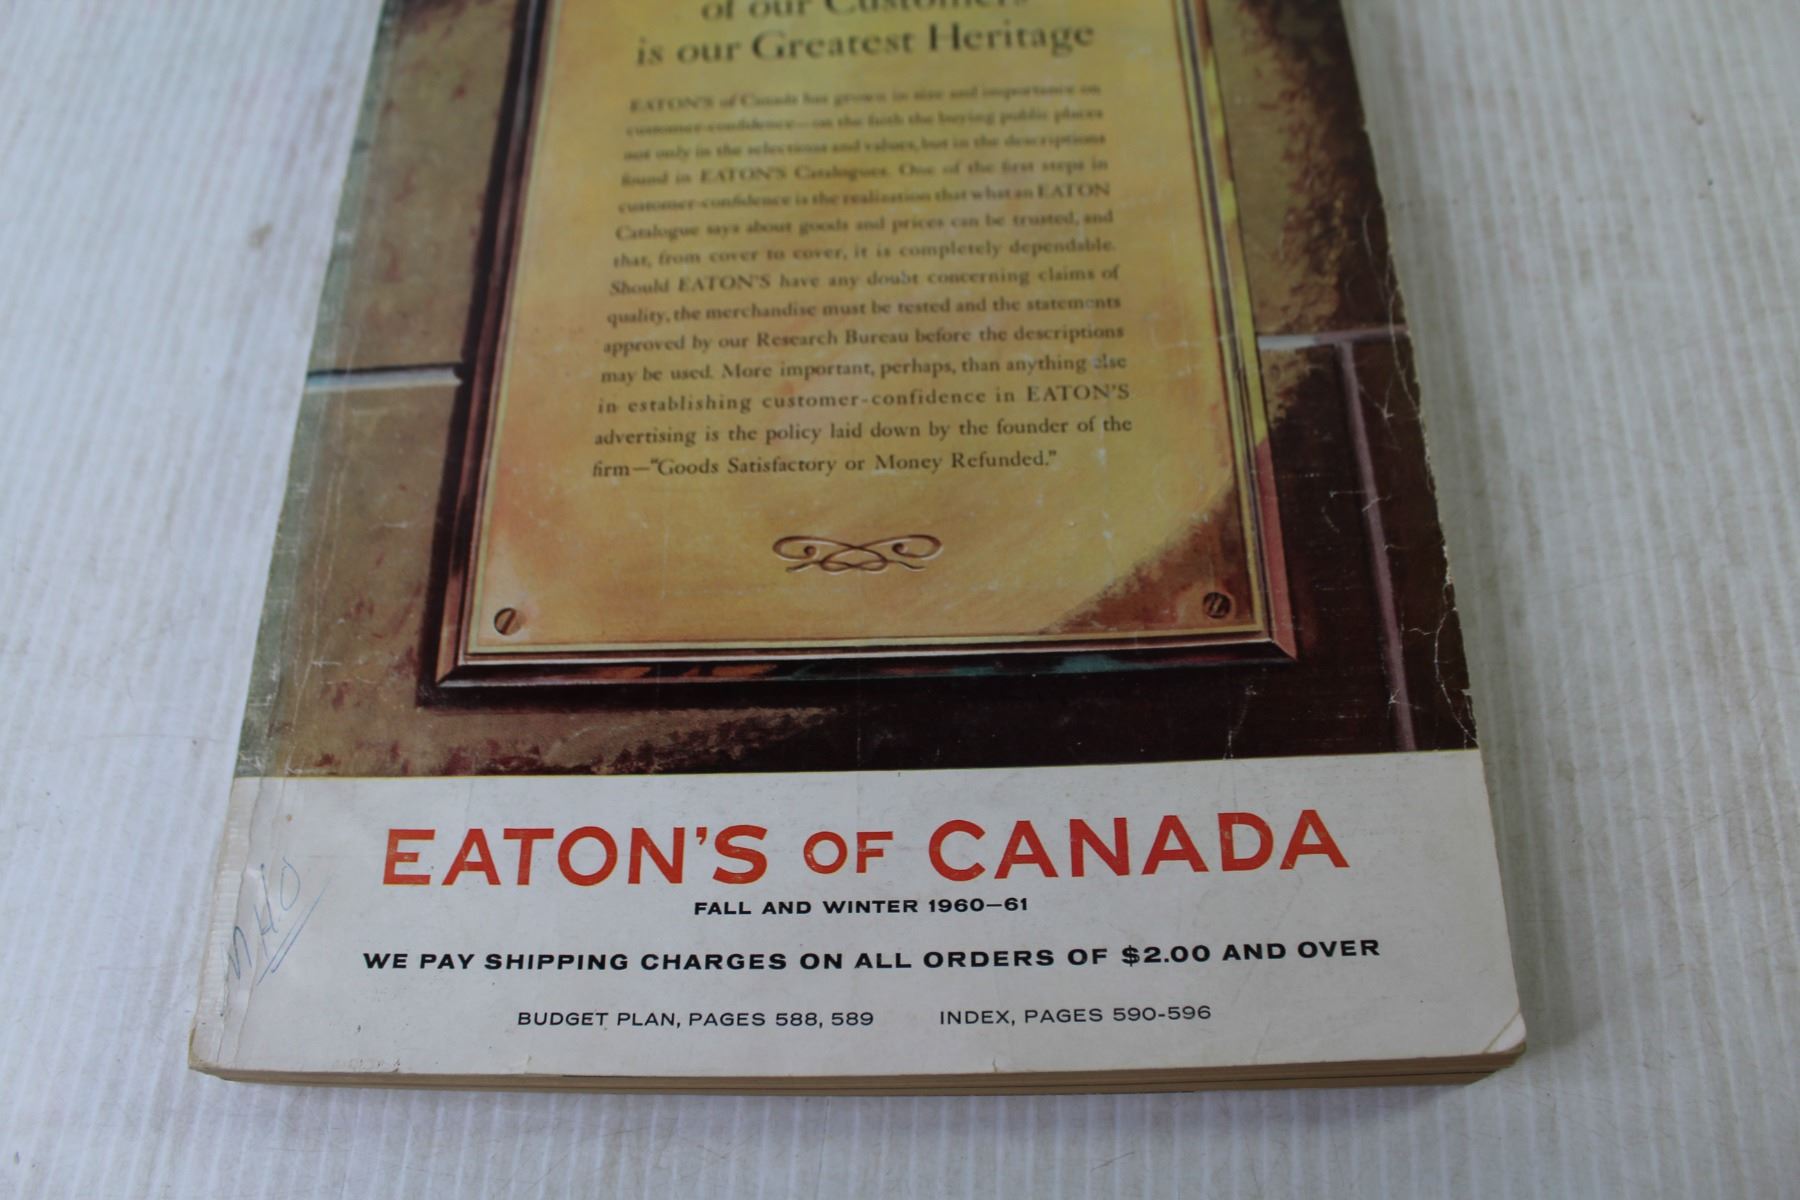 of our Customers
is our Greatest Heritage
EATON'S of Canada has grown in size and importance on
customer-confidence—on the faith the buying public places
not only in the selections and values, but in the descriptions
found in EATON'S Catalogues. One of the first steps in
customer-confidence is the realization that what an EATON
Catalogue says about goods and prices can be trusted, and
that, from cover to cover, it is completely dependable.
Should EATON'S have any doubt concerning claims of
quality, the merchandise must be tested and the statements
approved by our Research Bureau before the descriptions
may be used. More important, perhaps, than anything else
in establishing customer-confidence in EATON'S
advertising is the policy laid down by the founder of the
firm—"Goods Satisfactory or Money Refunded."
EATON'S OF CANADA
FALL AND WINTER 1960–61
WE PAY SHIPPING CHARGES ON ALL ORDERS OF $2.00 AND OVER
BUDGET PLAN, PAGES 588, 589 INDEX, PAGES 590-596